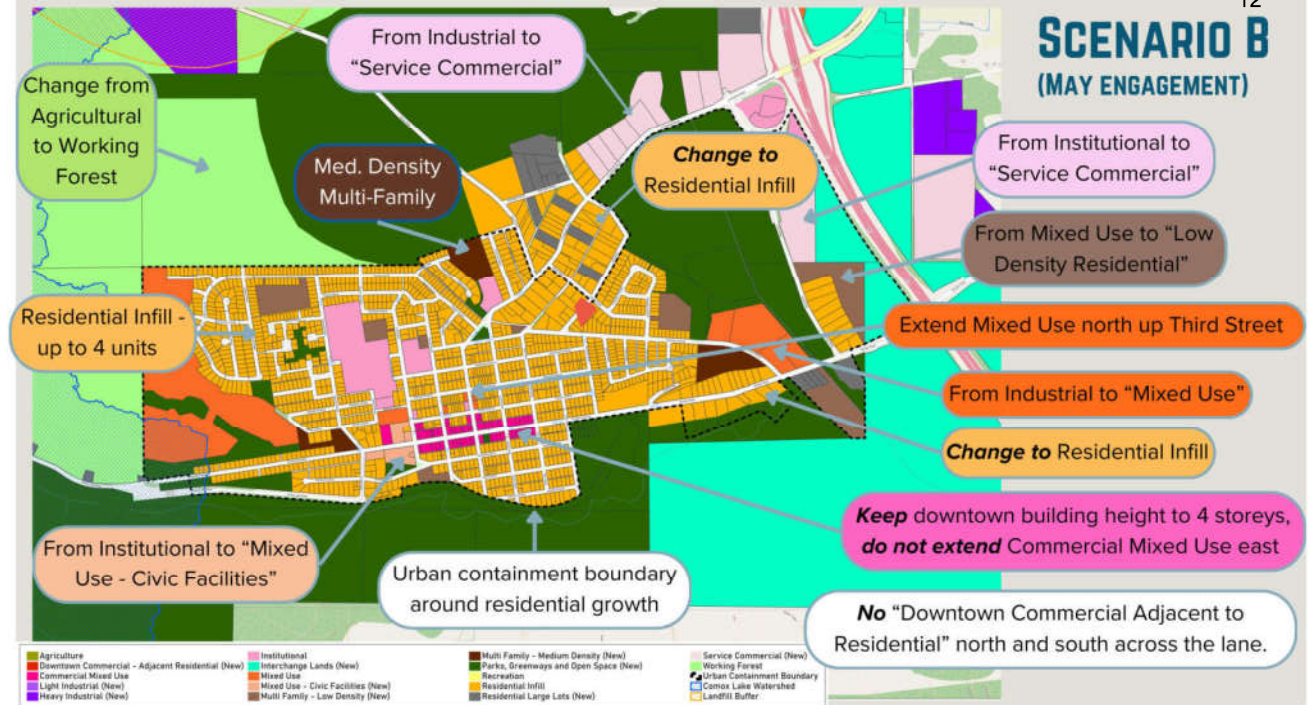 12
SCENARIO B
(MAY ENGAGEMENT)
From Industrial to
“Service Commercial”
Change from
Agricultural
to Working
Forest
Med. Density
Multi-Family
Change to
Residential Infill
From Institutional to
“Service Commercial”
From Mixed Use to “Low
Density Residential”
Residential Infill -
up to 4 units
Extend Mixed Use north up Third Street
From Industrial to “Mixed Use”
Change to Residential Infill
Keep downtown building height to 4 storeys,
do not extend Commercial Mixed Use east
From Institutional to “Mixed
Use - Civic Facilities”
Urban containment boundary
around residential growth
No “Downtown Commercial Adjacent to
Residential” north and south across the lane.
Agriculture
Downtown Commercial - Adjacent Residential (New)
Commercial Mixed Use
Light Industrial (New)
Heavy Industrial (New)
Institutional
Interchange Lands (New)
Mixed Use
Mixed Use - Civic Facilities (New)
Multi Family - Low Density (New)
Multi Family - Medium Density (New)
Parks, Greenways and Open Space (New)
Recreation
Residential Infill
Residential Large Lots (New)
Service Commercial (New)
Working Forest
Urban Containment Boundary
Comox Lake Watershed
Landfill Buffer